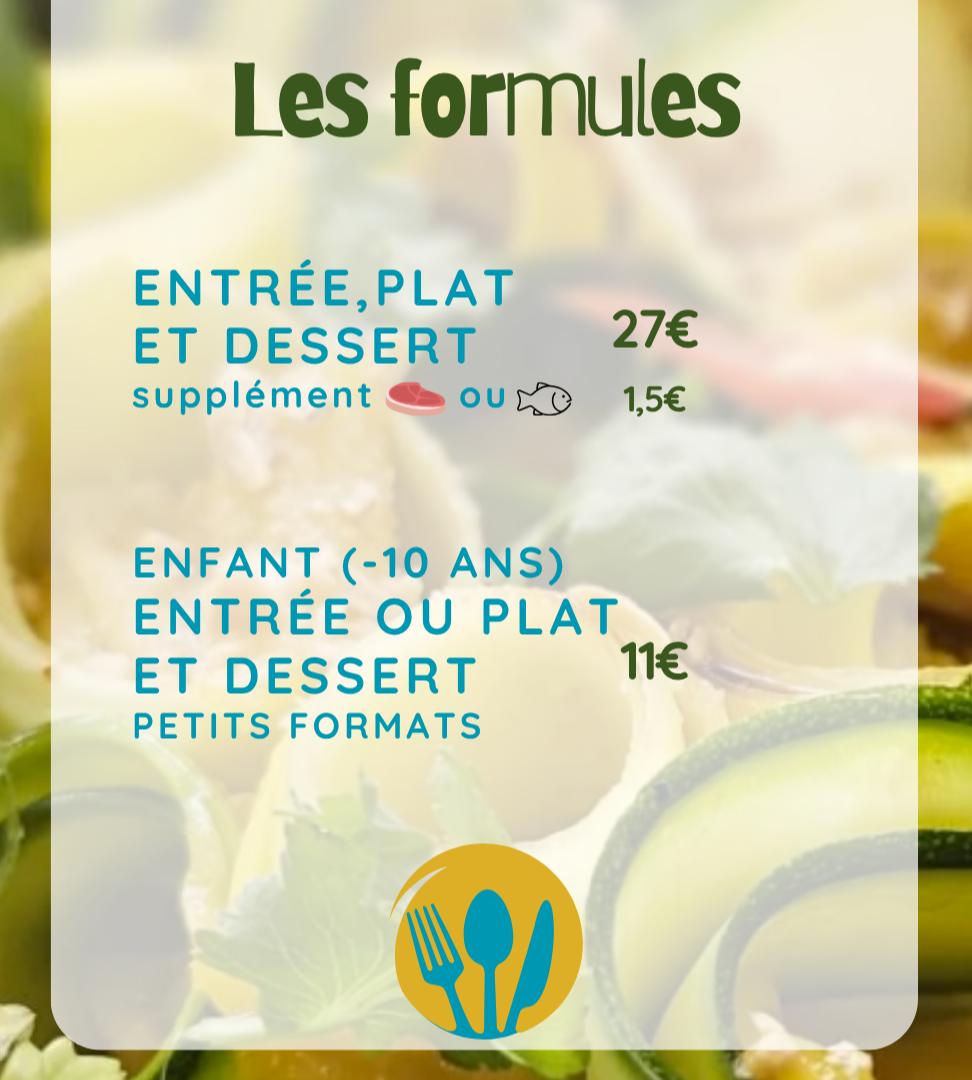 Les formules
ENTRÉE,PLAT
ET DESSERT
27€
supplément ou 1,5€
ENFANT (-10 ANS)
ENTRÉE OU PLAT
ET DESSERT
11€
PETITS FORMATS